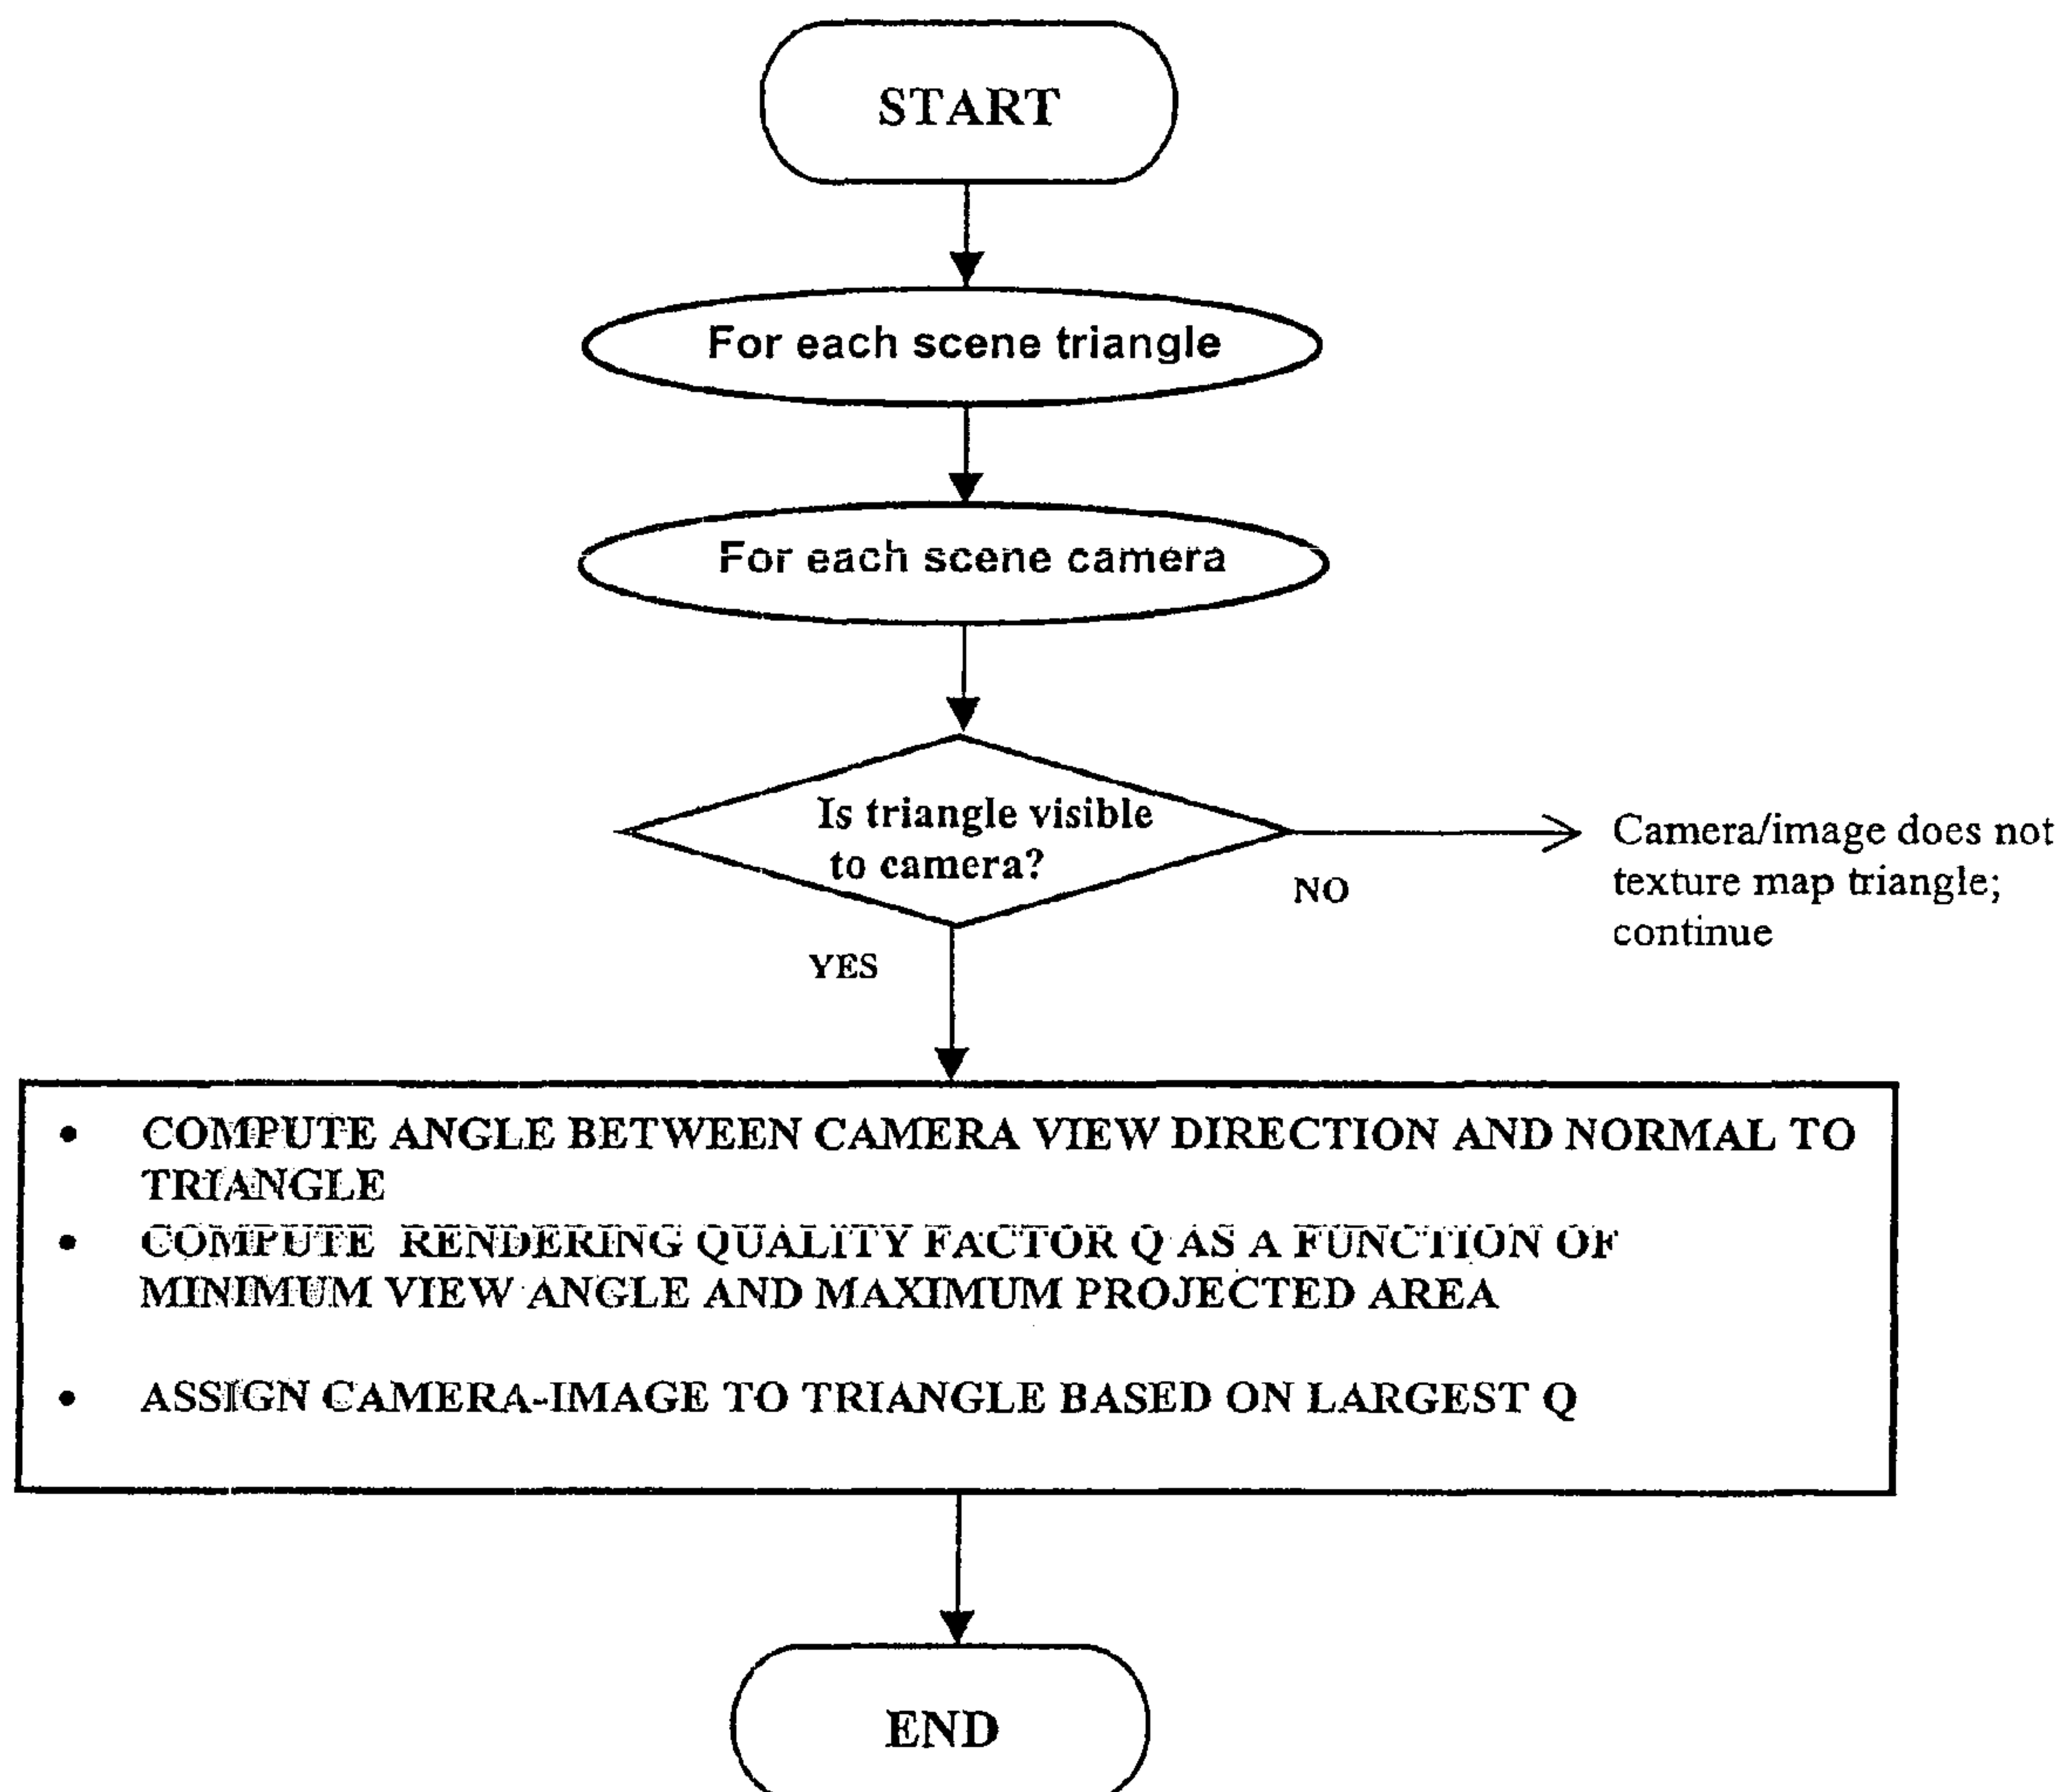 START
For each scene triangle
For each scene camera
Is triangle visible
to camera?
NO
Camera/image does not
texture map triangle;
continue
YES
• COMPUTE ANGLE BETWEEN CAMERA VIEW DIRECTION AND NORMAL TO
TRIANGLE
• COMPUTE RENDERING QUALITY FACTOR Q AS A FUNCTION OF
MINIMUM VIEW ANGLE AND MAXIMUM PROJECTED AREA
• ASSIGN CAMERA-IMAGE TO TRIANGLE BASED ON LARGEST Q
END